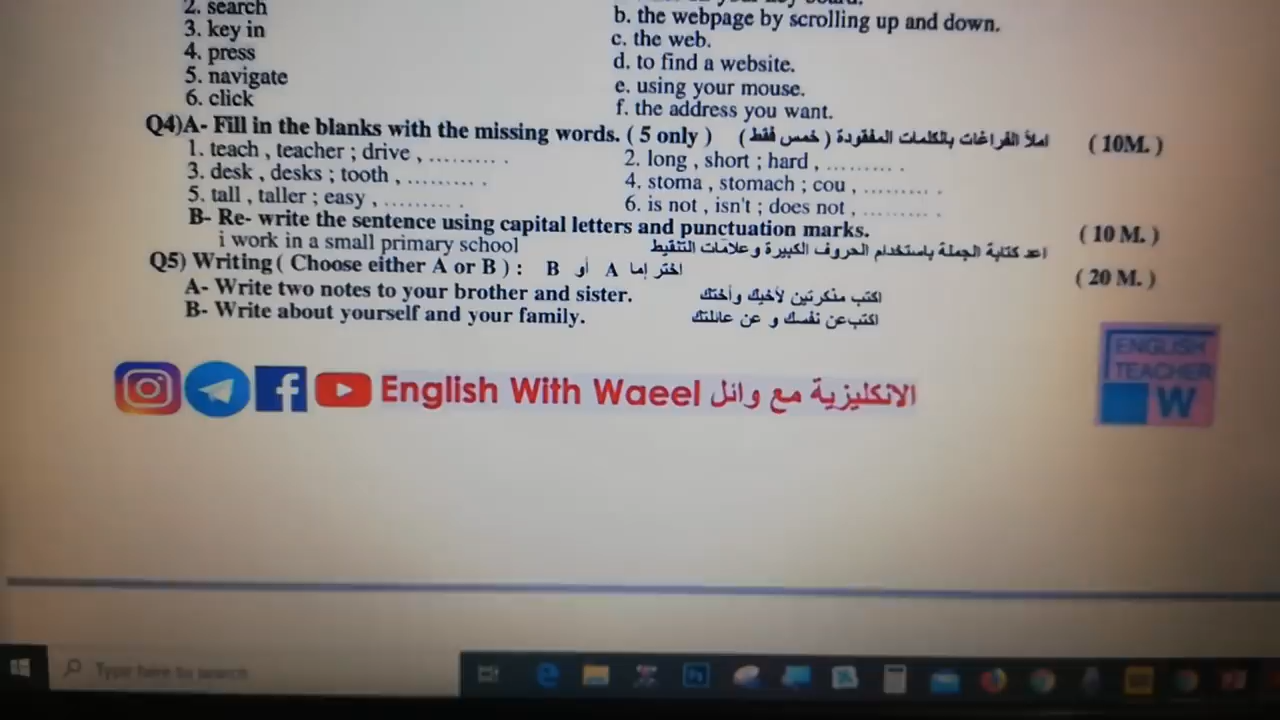 2. search
b. the webpage by scrolling up and down.
3. key in
c. the web.
4. press
d. to find a website.
5. navigate
e. using your mouse.
6. click
f. the address you want.
Q4)A- Fill in the blanks with the missing words. ( 5 only ) املأ الفراغات بالكلمات المفقودة ( خمس فقط ) ( 10M. )
1. teach , teacher ; drive , .......... . 2. long , short ; hard , .......... .
3. desk , desks ; tooth , .......... . 4. stoma , stomach ; cou , .......... .
5. tall , taller ; easy , .......... . 6. is not , isn't ; does not , .......... .
B- Re- write the sentence using capital letters and punctuation marks. ( 10 M. )
i work in a small primary school اعد كتابة الجملة باستخدام الحروف الكبيرة و علامات التنقيط
Q5) Writing ( Choose either A or B ) : اختر إما A أو B ( 20 M. )
A- Write two notes to your brother and sister. اكتب مذكرتين لأخيك وأختك
B- Write about yourself and your family. اكتب عن نفسك و عن عائلتك
English With Waeel الانكليزية مع وائل
ENGLISH
TEACHER
W
Type here to search